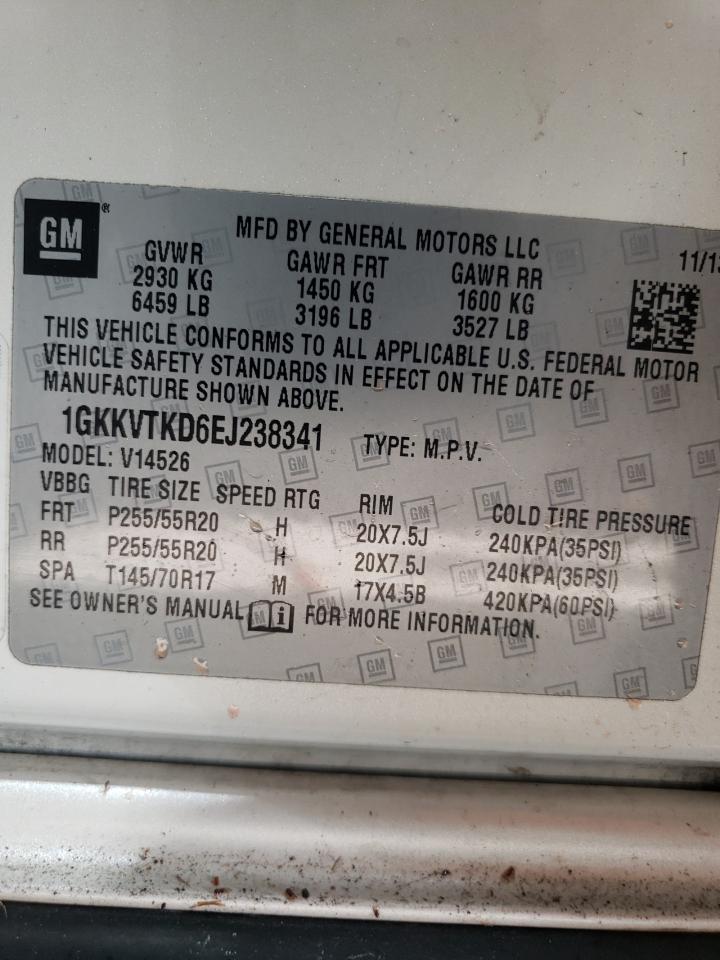 GM ®
MFD BY GENERAL MOTORS LLC
11/13
GVWR GAWR FRT GAWR RR
2930 KG 1450 KG 1600 KG
6459 LB 3196 LB 3527 LB
THIS VEHICLE CONFORMS TO ALL APPLICABLE U.S. FEDERAL MOTOR
VEHICLE SAFETY STANDARDS IN EFFECT ON THE DATE OF
MANUFACTURE SHOWN ABOVE.
1GKKVTKD6EJ238341 TYPE: M.P.V.
MODEL: V14526
VBBG TIRE SIZE SPEED RTG RIM COLD TIRE PRESSURE
FRT P255/55R20 H 20X7.5J 240KPA(35PSI)
RR P255/55R20 H 20X7.5J 240KPA(35PSI)
SPA T145/70R17 M 17X4.5B 420KPA(60PSI)
SEE OWNER'S MANUAL i FOR MORE INFORMATION.